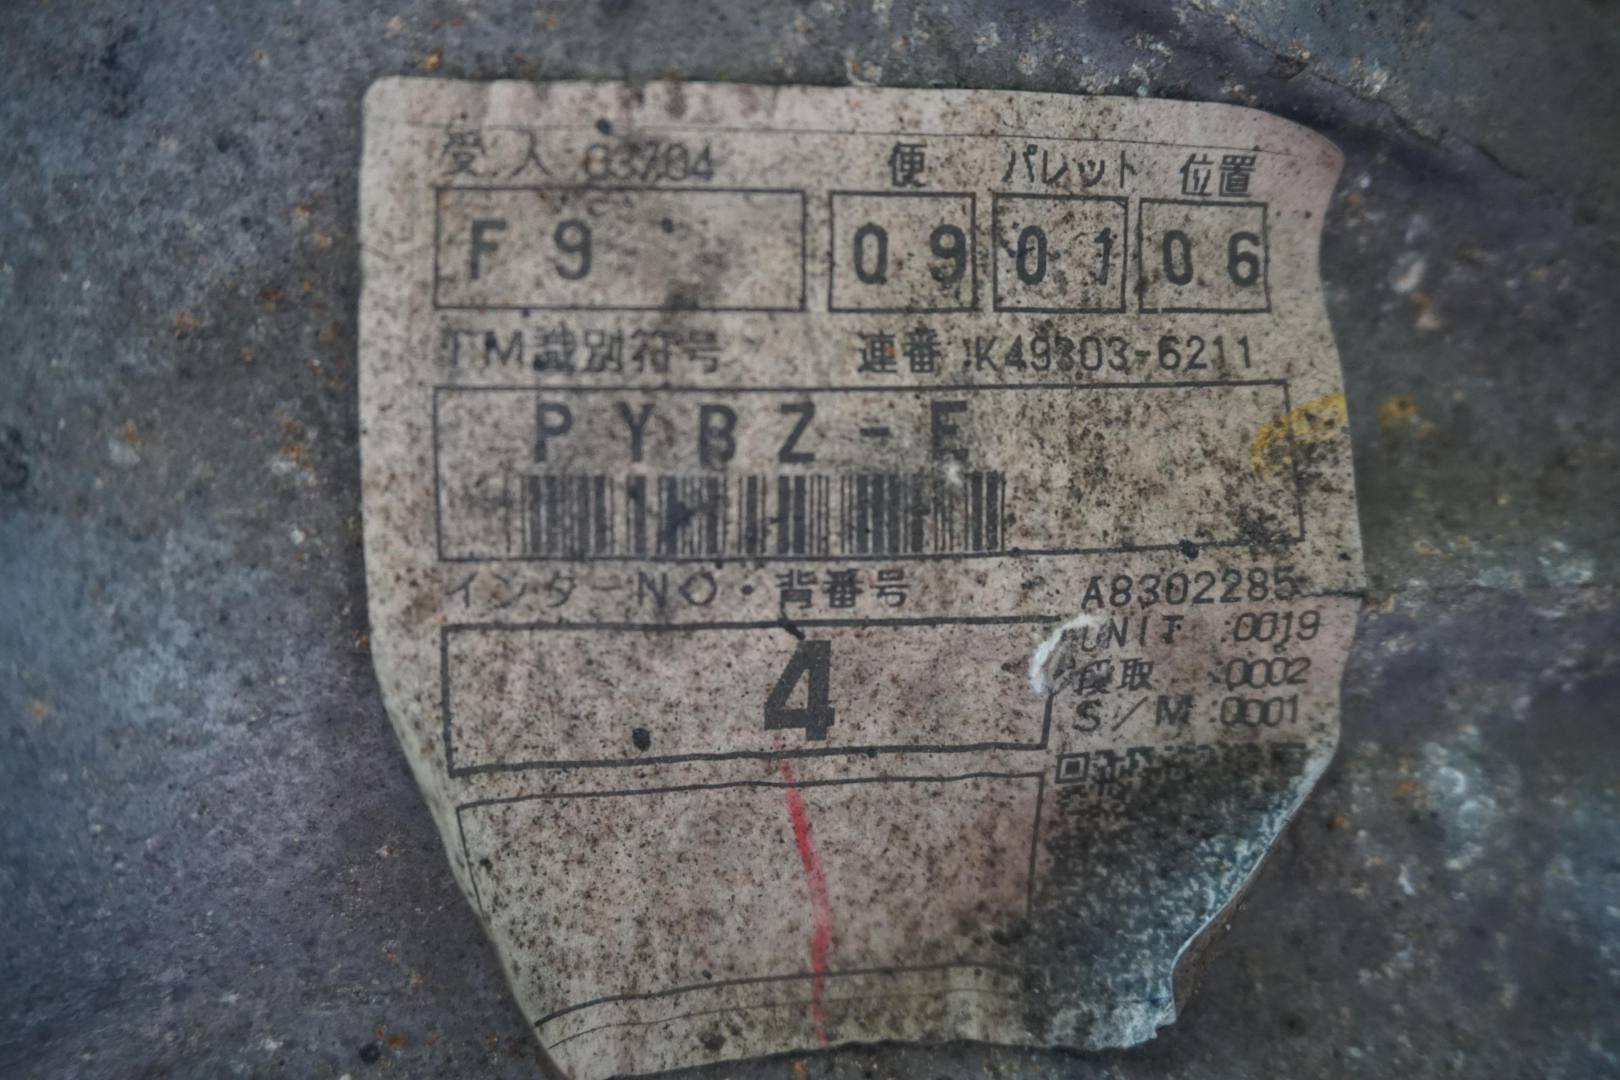 受入 03704 便 パレット 位置
F9 09 01 06
TM識別符号 連番:K49303-6211
PYBZ-E
インターNO・背番号 A8302285
4 UNIT :0019
段取 :0002
S/M :0001